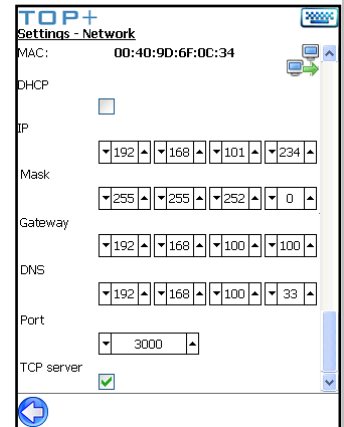 TOP+
Settings - Network
MAC: 00:40:9D:6F:0C:34
DHCP
IP
192 168 101 234
Mask
255 255 252 0
Gateway
192 168 100 100
DNS
192 168 100 33
Port
3000
TCP server